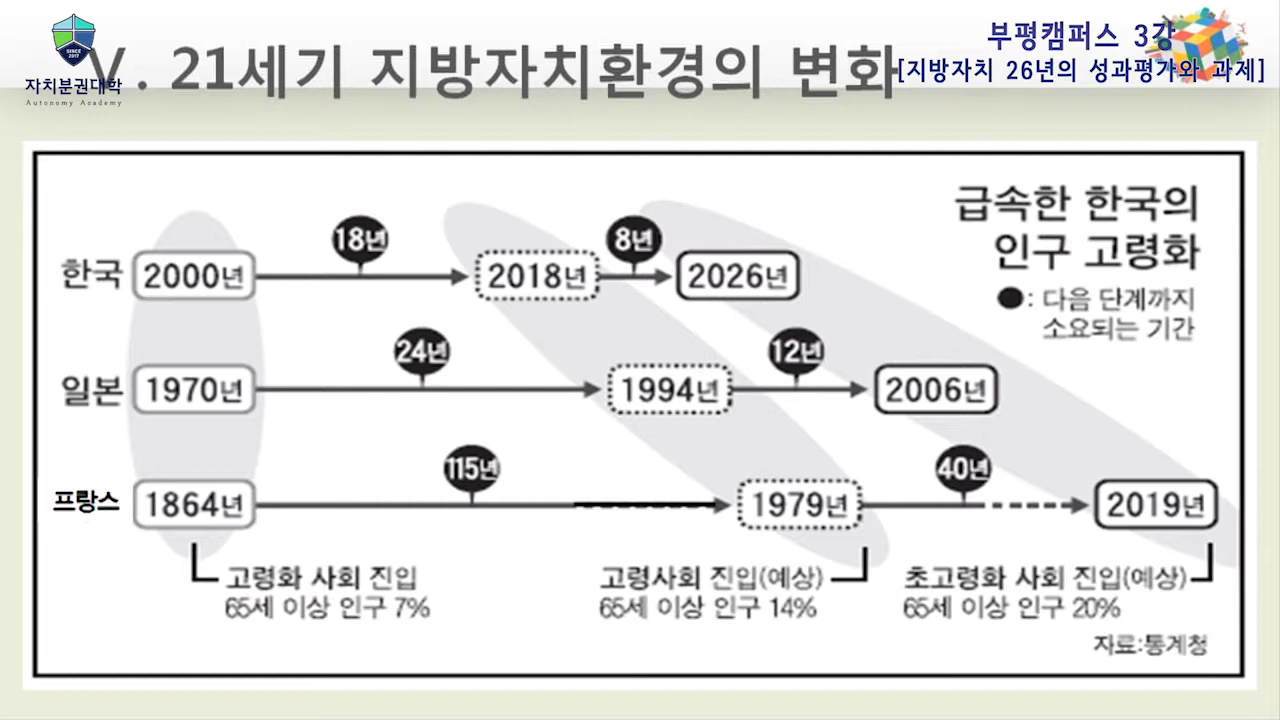 SINCE
2017
자치분권대학
Autonomy Academy
V. 21세기 지방자치환경의 변화
부평캠퍼스 3강
[지방자치 26년의 성과평가와 과제]
급속한 한국의
인구 고령화
●: 다음 단계까지
소요되는 기간
한국 2000년 18년 2018년 8년 2026년
일본 1970년 24년 1994년 12년 2006년
프랑스 1864년 115년 1979년 40년 2019년
고령화 사회 진입
65세 이상 인구 7%
고령사회 진입(예상)
65세 이상 인구 14%
초고령화 사회 진입(예상)
65세 이상 인구 20%
자료:통계청